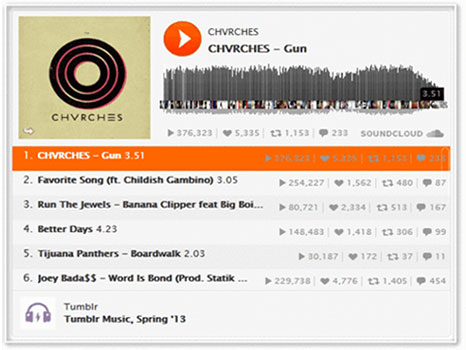 CHVRCHES
CHVRCHES
CHVRCHES – Gun
3.51
376,323 5,335 1,153 233 SOUNDCLOUD
1. CHVRCHES – Gun 3.51 376,323 5,335 1,153 233
2. Favorite Song (ft. Childish Gambino) 3.05 254,227 1,562 480 87
3. Run The Jewels – Banana Clipper feat Big Boi... 80,721 2,334 513 167
4. Better Days 4.23 148,483 1,418 306 99
5. Tijuana Panthers – Boardwalk 2.03 30,187 172 37 11
6. Joey Bada$$ – Word Is Bond (Prod. Statik ... 229,738 4,776 1,405 454
Tumblr
Tumblr Music, Spring '13